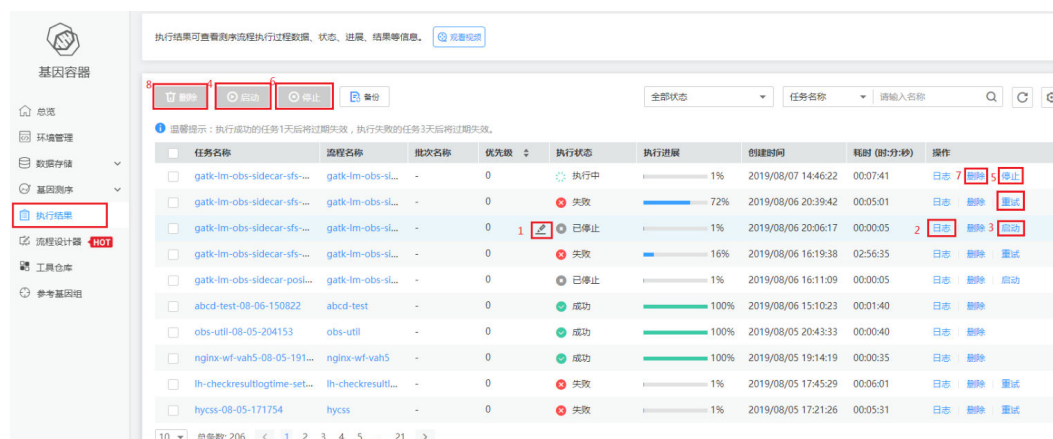 基因容器
总览
环境管理
数据存储
基因测序
执行结果
流程设计器 HOT
工具仓库
参考基因组
执行结果可查看测序流程执行过程数据、状态、进展、结果等信息。 观看视频
8 删除 4 启动 6 停止 备份 全部状态 任务名称 请输入名称
温馨提示：执行成功的任务1天后将过期失效，执行失败的任务3天后将过期失效。
任务名称 流程名称 批次名称 优先级 执行状态 执行进展 创建时间 耗时 (时:分:秒) 操作
gatk-lm-obs-sidecar-sfs-... gatk-lm-obs-si... - 0 执行中 1% 2019/08/07 14:46:22 00:07:41 日志 7 删除 5 停止
gatk-lm-obs-sidecar-sfs-... gatk-lm-obs-si... - 0 失败 72% 2019/08/06 20:39:42 00:05:01 日志 删除 重试
gatk-lm-obs-sidecar-sfs-... gatk-lm-obs-si... - 0 1 已停止 1% 2019/08/06 20:06:17 00:00:05 2 日志 删除 3 启动
gatk-lm-obs-sidecar-sfs-... gatk-lm-obs-si... - 0 失败 16% 2019/08/06 16:19:38 02:56:35 日志 删除 重试
gatk-lm-obs-sidecar-posi... gatk-lm-obs-si... - 0 已停止 1% 2019/08/06 16:11:09 00:00:05 日志 删除 启动
abcd-test-08-06-150822 abcd-test - 0 成功 100% 2019/08/06 15:10:23 00:01:40 日志 删除
obs-util-08-05-204153 obs-util - 0 成功 100% 2019/08/05 20:43:33 00:00:40 日志 删除
nginx-wf-vah5-08-05-191... nginx-wf-vah5 - 0 成功 100% 2019/08/05 19:14:19 00:00:35 日志 删除
lh-checkresultlogtime-set... lh-checkresultl... - 0 失败 1% 2019/08/05 17:45:29 00:06:01 日志 删除 重试
hycss-08-05-171754 hycss - 0 失败 1% 2019/08/05 17:21:26 00:05:31 日志 删除 重试
10 总条数: 206 < 1 2 3 4 5 ... 21 >